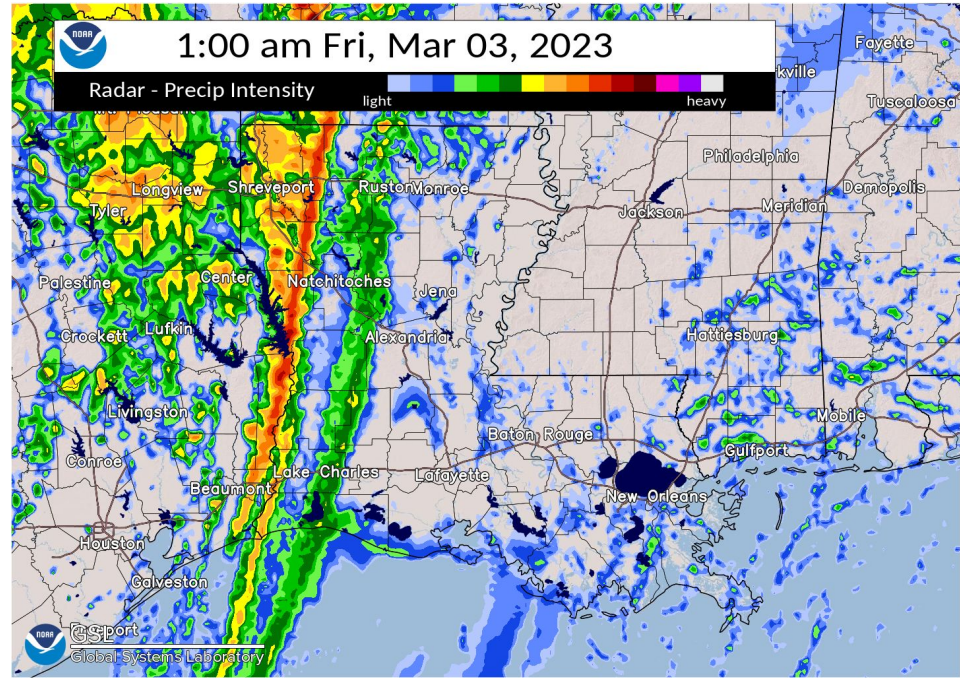 NOAA
1:00 am Fri, Mar 03, 2023
Radar - Precip Intensity
light
heavy
Fayette
Tuscaloosa
Philadelphia
Longview
Shreveport
Ruston
Monroe
Demopolis
Tyler
Jackson
Meridian
Palestine
Center
Natchitoches
Jena
Crockett
Lufkin
Alexandria
Hattiesburg
Livingston
Mobile
Baton Rouge
Gulfport
Conroe
Lake Charles
Lafayette
Beaumont
New Orleans
Houston
Galveston
NOAA
GSL
Global Systems Laboratory